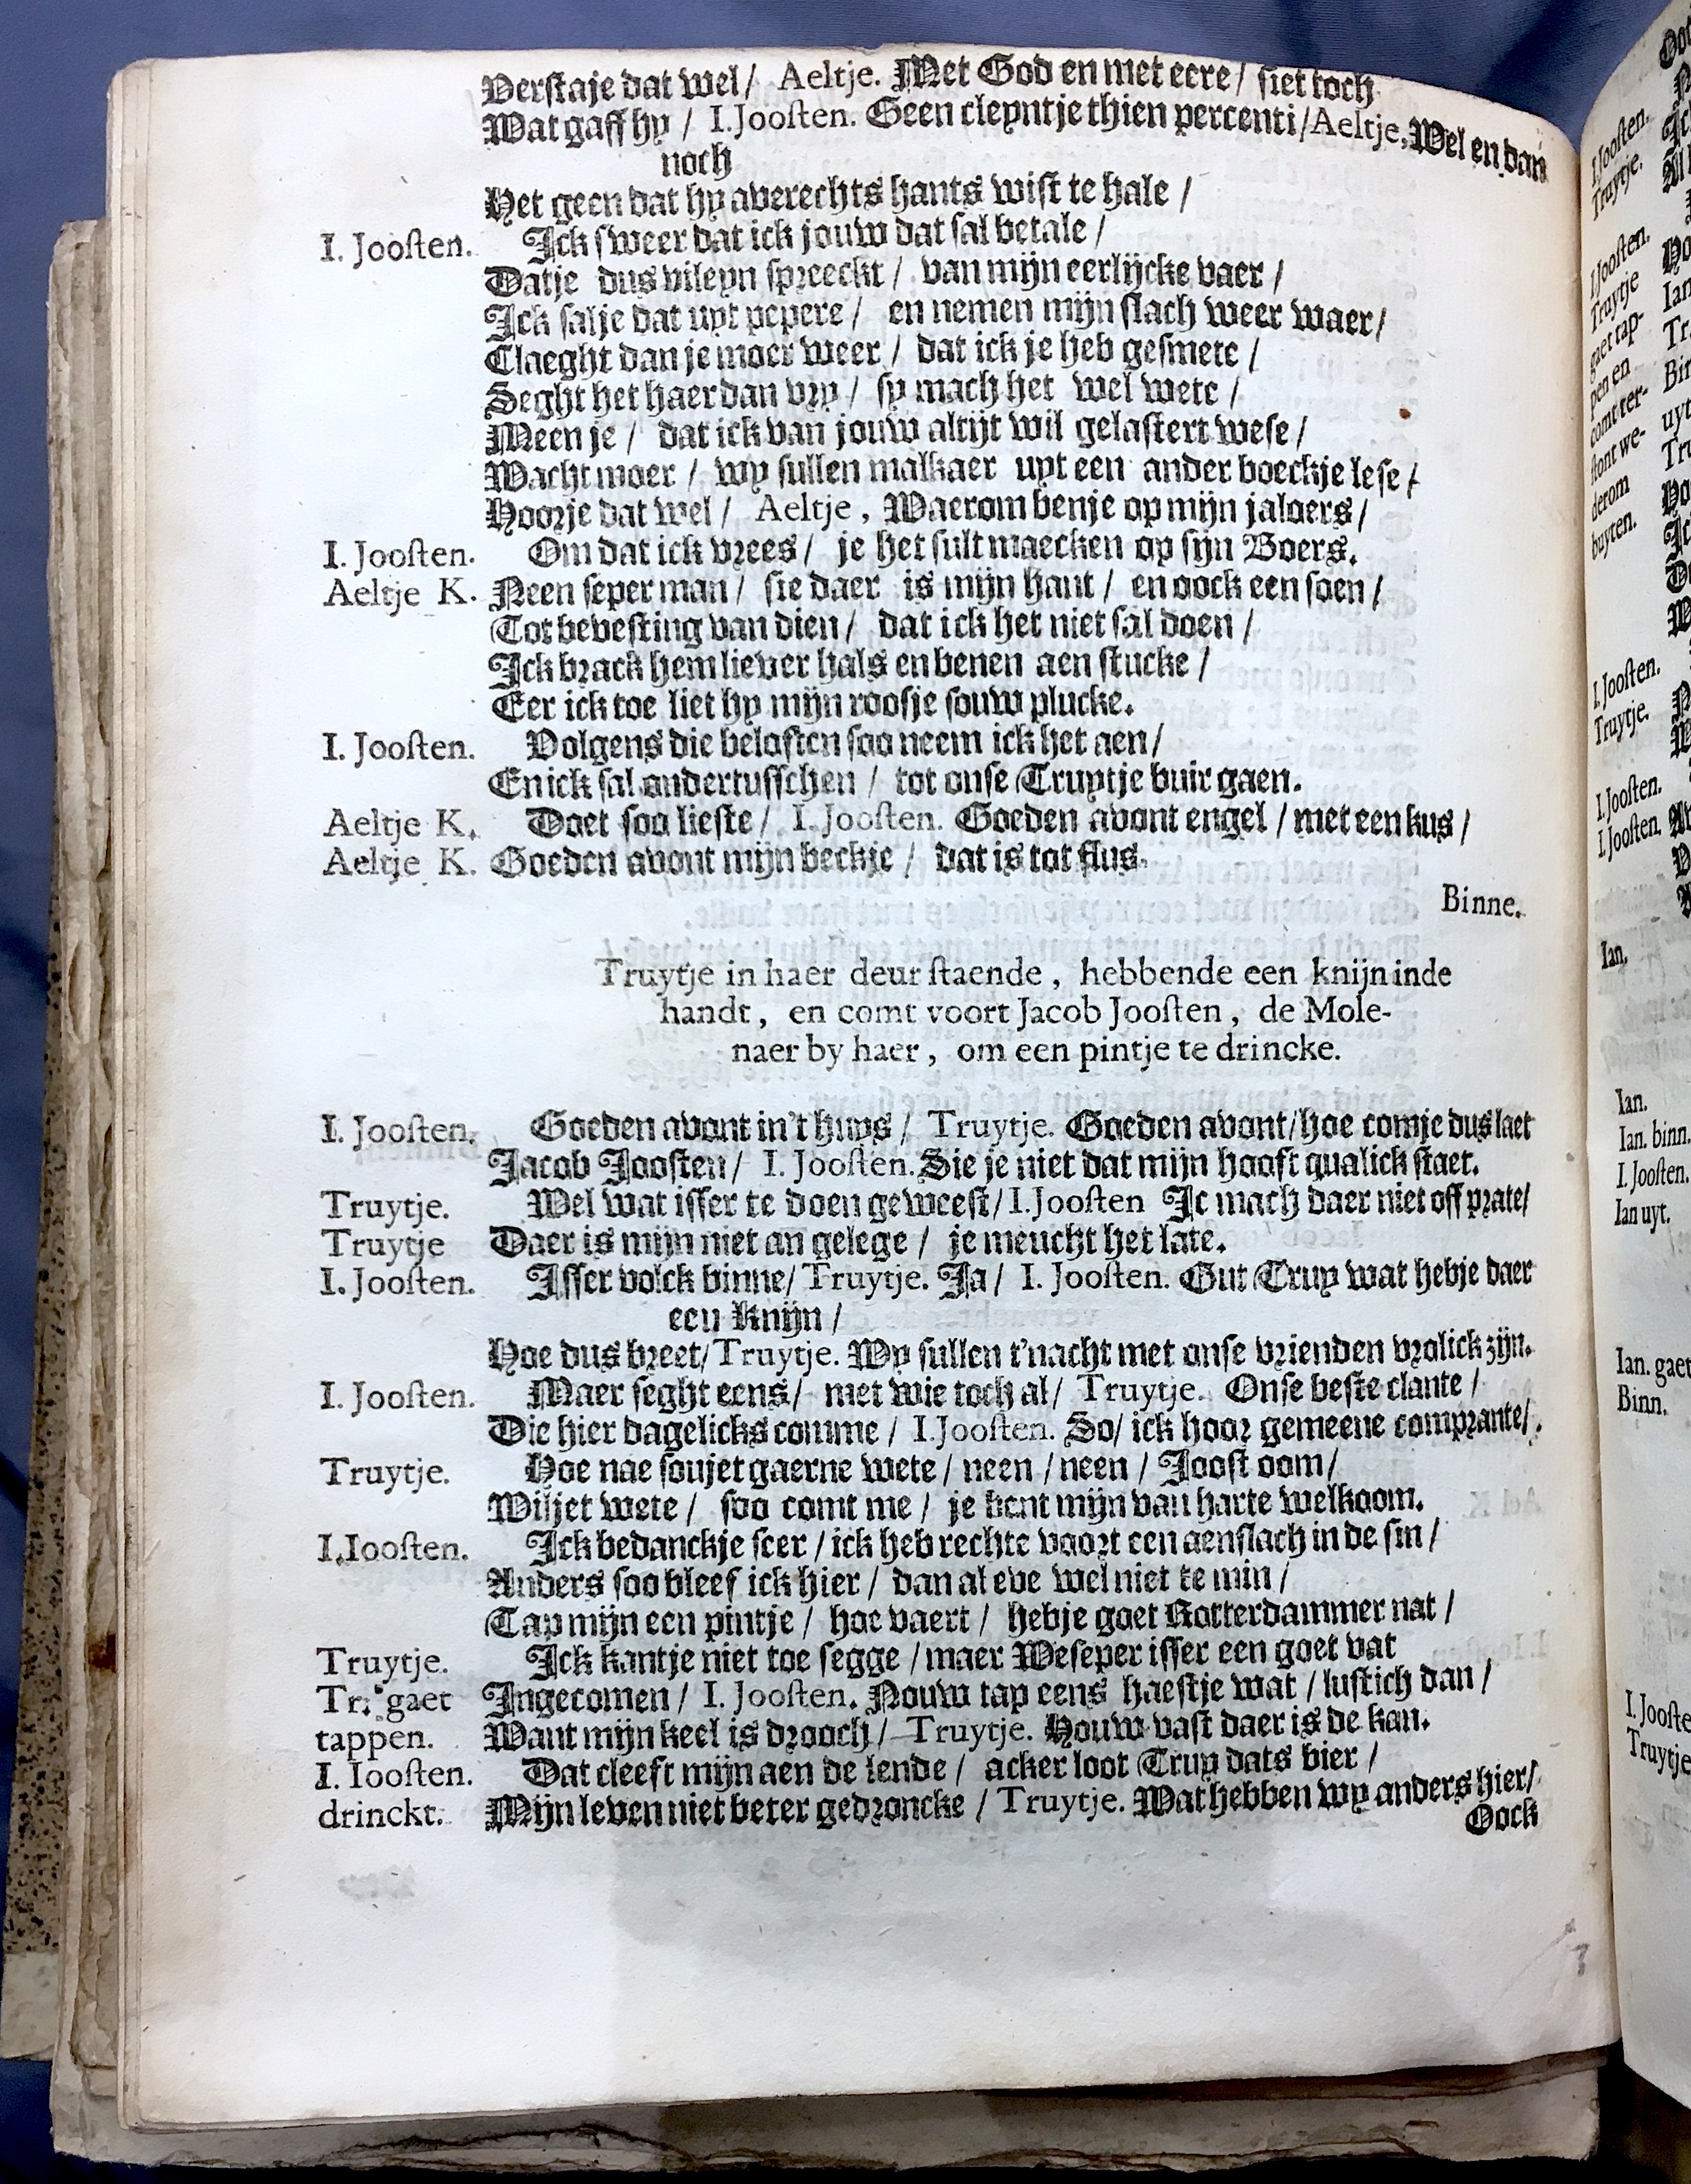 Verstaje dat wel / Aeltje. Met God en met eere / siet toch
Wat gaff hy / I. Joosten. Geen cleyntje thien percenti / Aeltje, Wel en dan
noch
Het geen dat hy averechts hants wist te hale /
I. Joosten. Ick sweer dat ick jouw dat sal betale /
Datje dus vileyn spreeckt / van mijn eerlijcke vaer /
Ick salje dat uyt pepere / en nemen mijn slach weer waer /
Claeght dan je moer weer / dat ick je heb gesmete /
Seght het haer dan vry / sy mach het wel wete /
Meen je / dat ick van jouw altijt wil gelastert wese /
Wacht moer / wy sullen malkaer uyt een ander boeckje lese /
Hoorje dat wel / Aeltje, Waerom benje op mijn jaloers /
I. Joosten. Om dat ick vrees / je het sult maecken op sijn Boers.
Aeltje K. Neen seper man / sie daer is mijn hant / en oock een soen /
Tot bevesting van dien / dat ick het niet sal doen /
Ick brack hem liever hals en benen aen stucke /
Eer ick toe liet hy mijn roosje souw plucke.
I. Joosten. Volgens die beloften soo neem ick het aen /
En ick sal ondertusschen / tot onse Truytje buir gaen.
Aeltje K. Doet soo lieste / I. Joosten. Goeden avont engel / met een kus /
Aeltje K. Goeden avont mijn beckje / dat is tot flus.
Binne.
Truytje in haer deur staende, hebbende een knijn inde
handt, en comt voort Jacob Joosten, de Mole-
naer by haer, om een pintje te drincke.
I. Joosten. Goeden avont in't huys / Truytje. Goeden avont / hoe comje dus laet
Jacob Joosten / I. Joosten. Sie je niet dat mijn hooft qualick staet.
Truytje. Wel wat isser te doen geweest / I. Joosten Ic mach daer niet off prate /
Truytje Daer is mijn niet an gelege / je meucht het late.
I. Joosten. Isser volck binne / Truytje. Ja / I. Joosten. Gut Truy wat hebje daer
een Knijn /
Hoe dus breet / Truytje. Wy sullen t'nacht met onse vrienden vrolick zijn.
I. Joosten. Maer seght eens / met wie toch al / Truytje. Onse beste clante /
Die hier dagelicks comme / I. Joosten. So / ick hoor gemeene comprante /.
Truytje. Hoe nae soujet gaerne wete / neen / neen / Joost oom /
Wiljet wete / soo comt me / je bent mijn van harte welkoom.
I. Ioosten. Ick bedanckje seer / ick heb rechte voort een aenslach in de sin /
Anders soo bleef ick hier / dan al eve wel niet te min /
Tap mijn een pintje / hoe vaert / hebje goet Rotterdammer nat /
Truytje. Ick kantje niet toe segge / maer Weseper isser een goet vat
Tr. gaet Ingecomen / I. Joosten. Nouw tap eens haestje wat / lustich dan /
tappen. Want mijn keel is drooch / Truytje. Houw vast daer is de kan.
I. Ioosten. Dat cleeft mijn aen de lende / acker loot Truy dats bier /
drinckt. Mijn leven niet beter gedroncke / Truytje. Wat hebben wy anders hier /
Oock